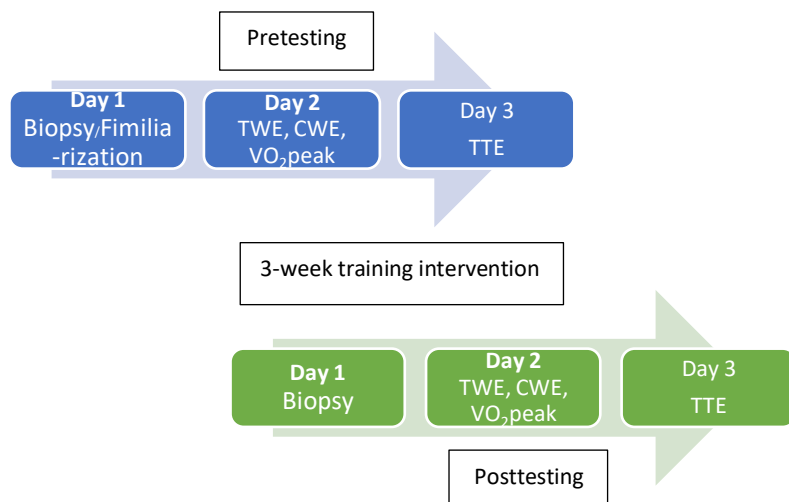 Pretesting
Day 1
Biopsy/Fimilia
-rization
Day 2
TWE, CWE,
VO₂peak
Day 3
TTE
3-week training intervention
Day 1
Biopsy
Day 2
TWE, CWE,
VO₂peak
Day 3
TTE
Posttesting